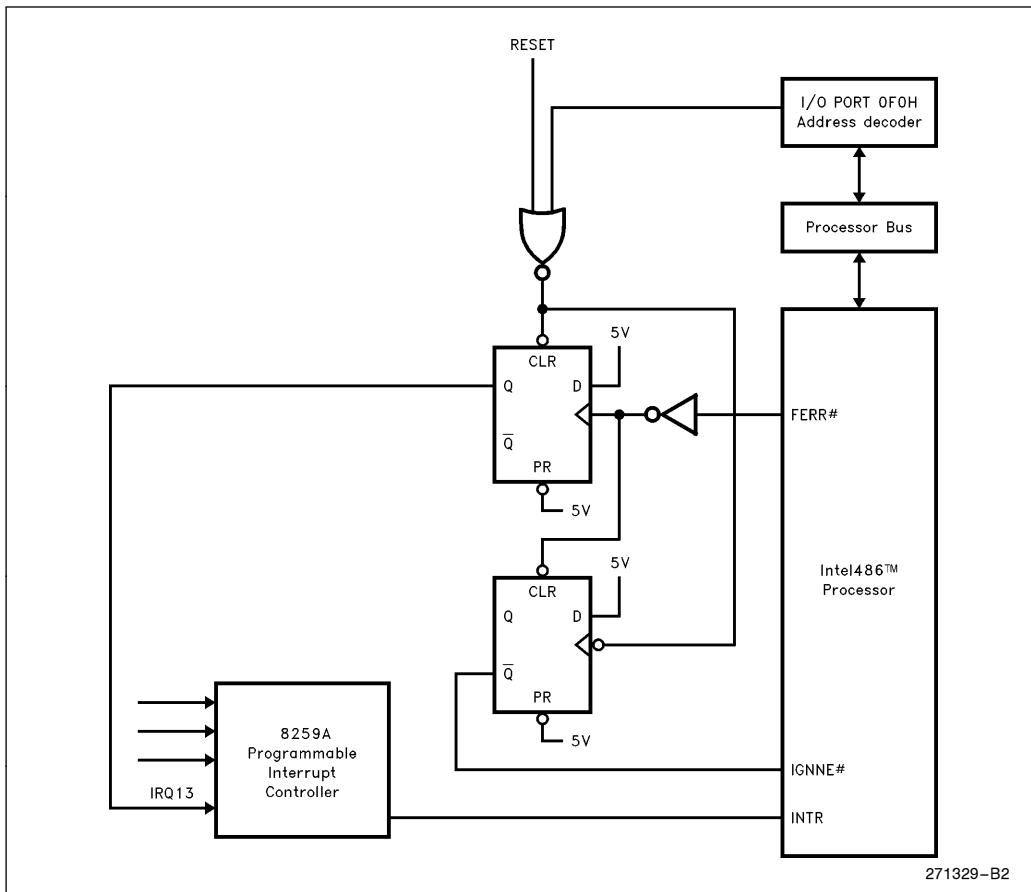 RESET
I/O PORT 0F0H
Address decoder
Processor Bus
5V
CLR
Q
D
FERR#
Q
PR
5V
5V
CLR
Intel486™
Processor
Q
D
Q
PR
5V
8259A
Programmable
Interrupt
Controller
IRQ13
IGNNE#
INTR
271329-B2